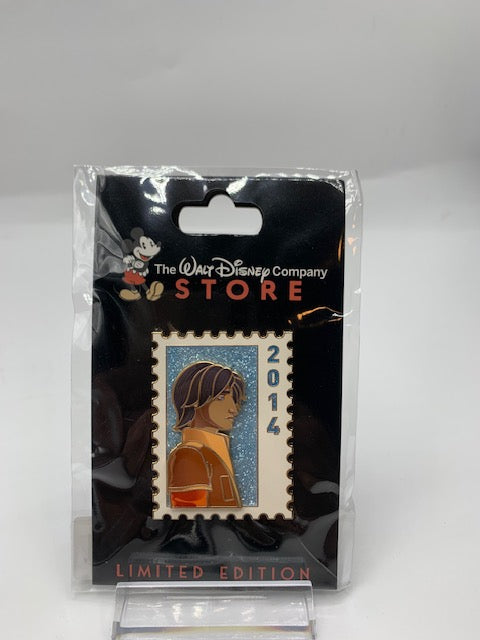 The Walt Disney Company
STORE
2014
LIMITED EDITION